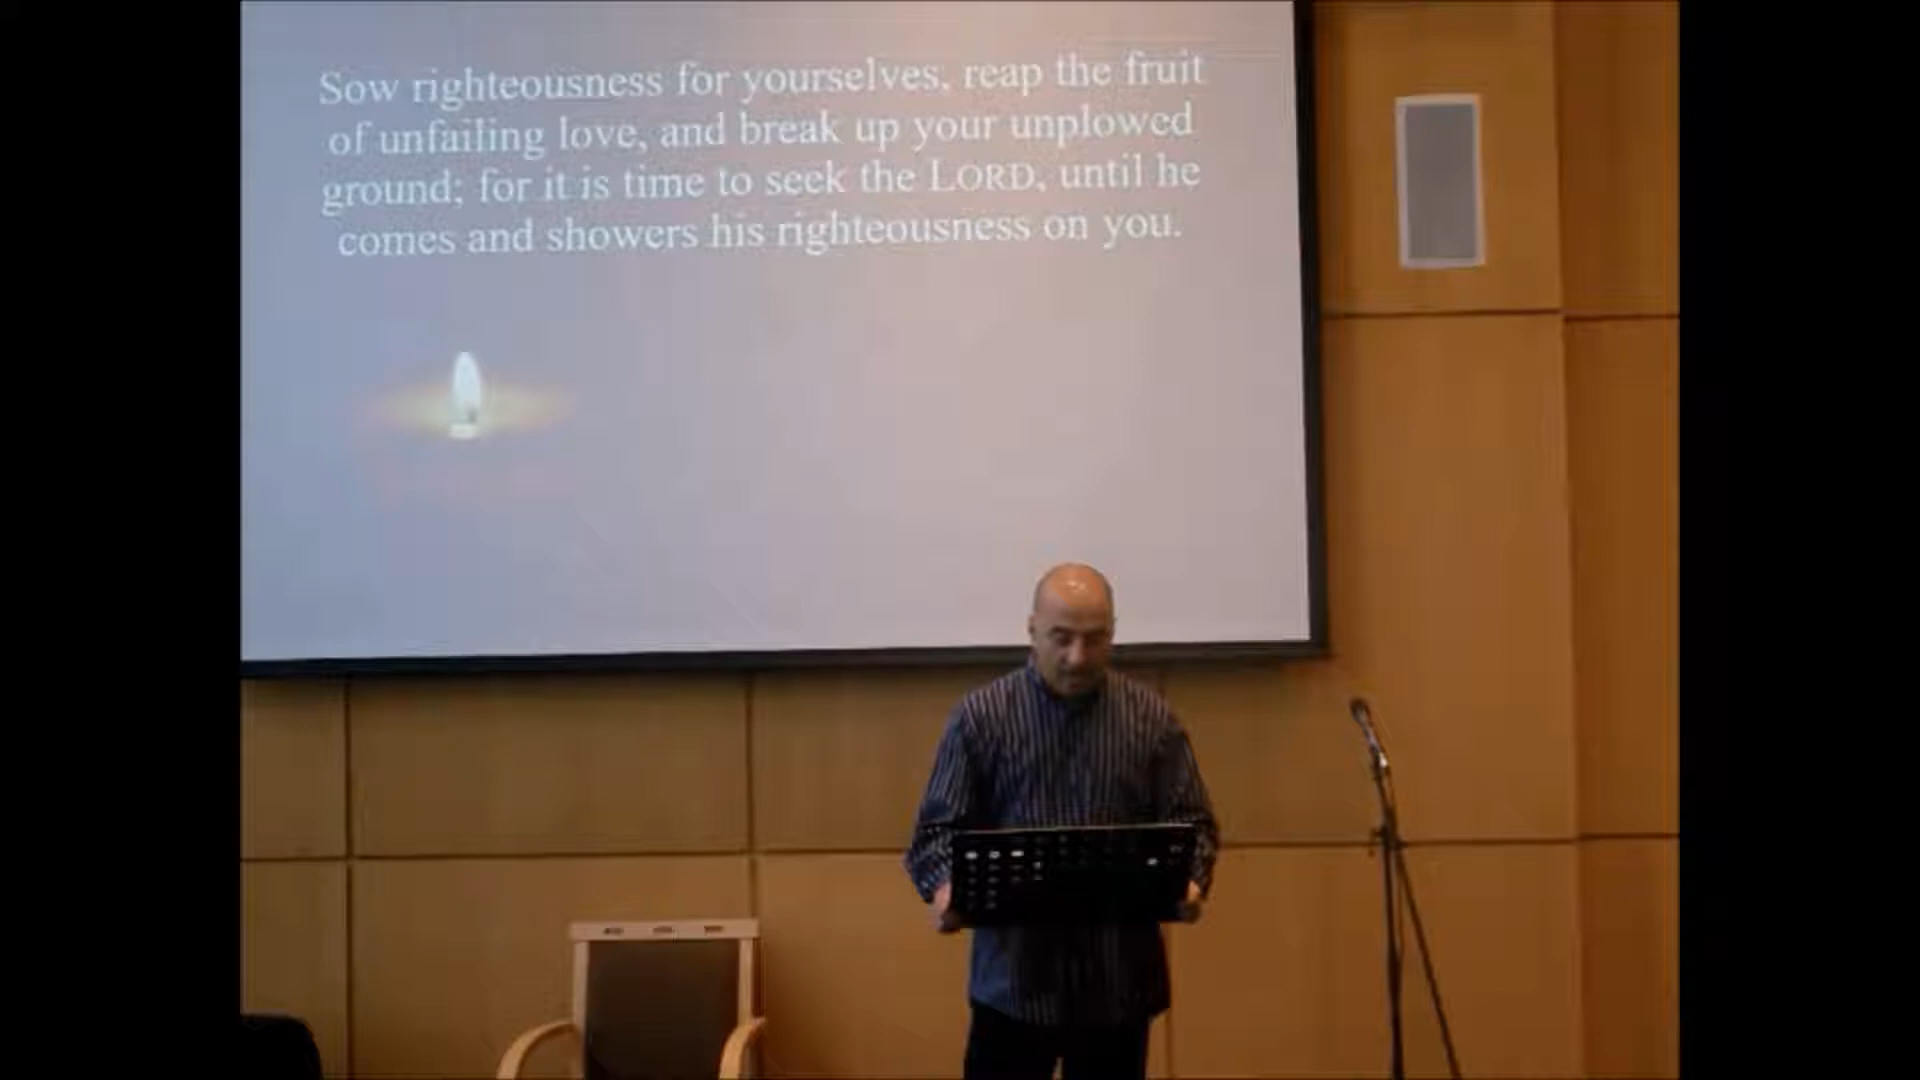 Sow righteousness for yourselves, reap the fruit
of unfailing love, and break up your unplowed
ground; for it is time to seek the LORD, until he
comes and showers his righteousness on you.